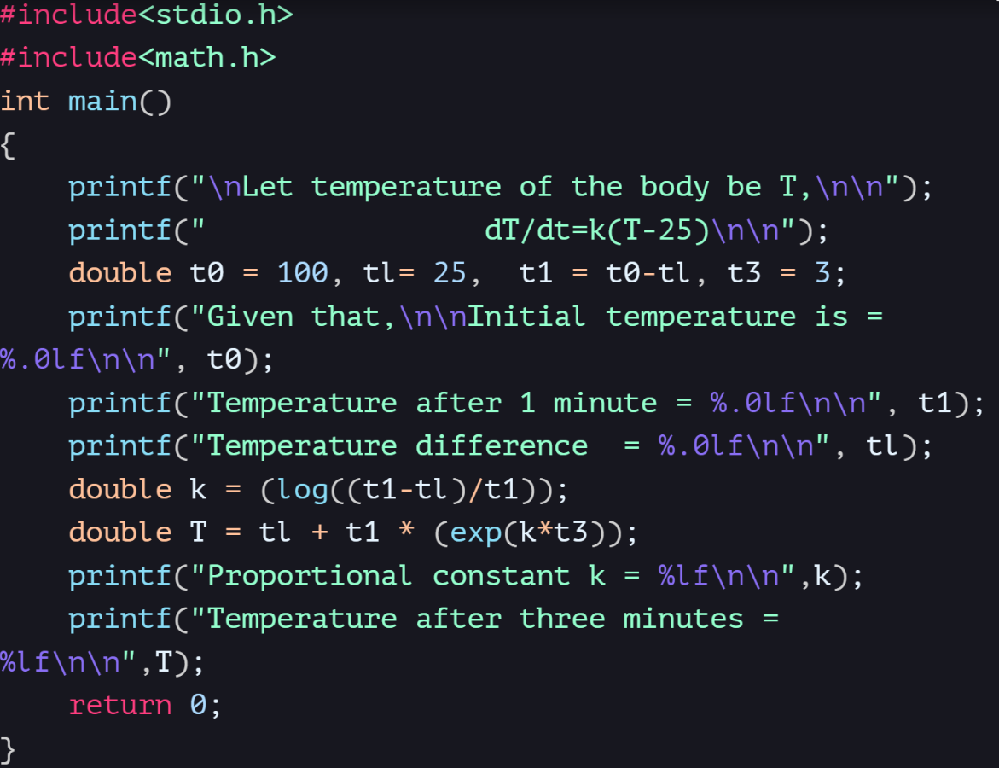 #include<stdio.h>
#include<math.h>
int main()
{
    printf("\nLet temperature of the body be T,\n\n");
    printf("                dT/dt=k(T-25)\n\n");
    double t0 = 100, tl= 25,  t1 = t0-tl, t3 = 3;
    printf("Given that,\n\nInitial temperature is =
%.0lf\n\n", t0);
    printf("Temperature after 1 minute = %.0lf\n\n", t1);
    printf("Temperature difference  = %.0lf\n\n", tl);
    double k = (log((t1-tl)/t1));
    double T = tl + t1 * (exp(k*t3));
    printf("Proportional constant k = %lf\n\n",k);
    printf("Temperature after three minutes =
%lf\n\n",T);
    return 0;
}